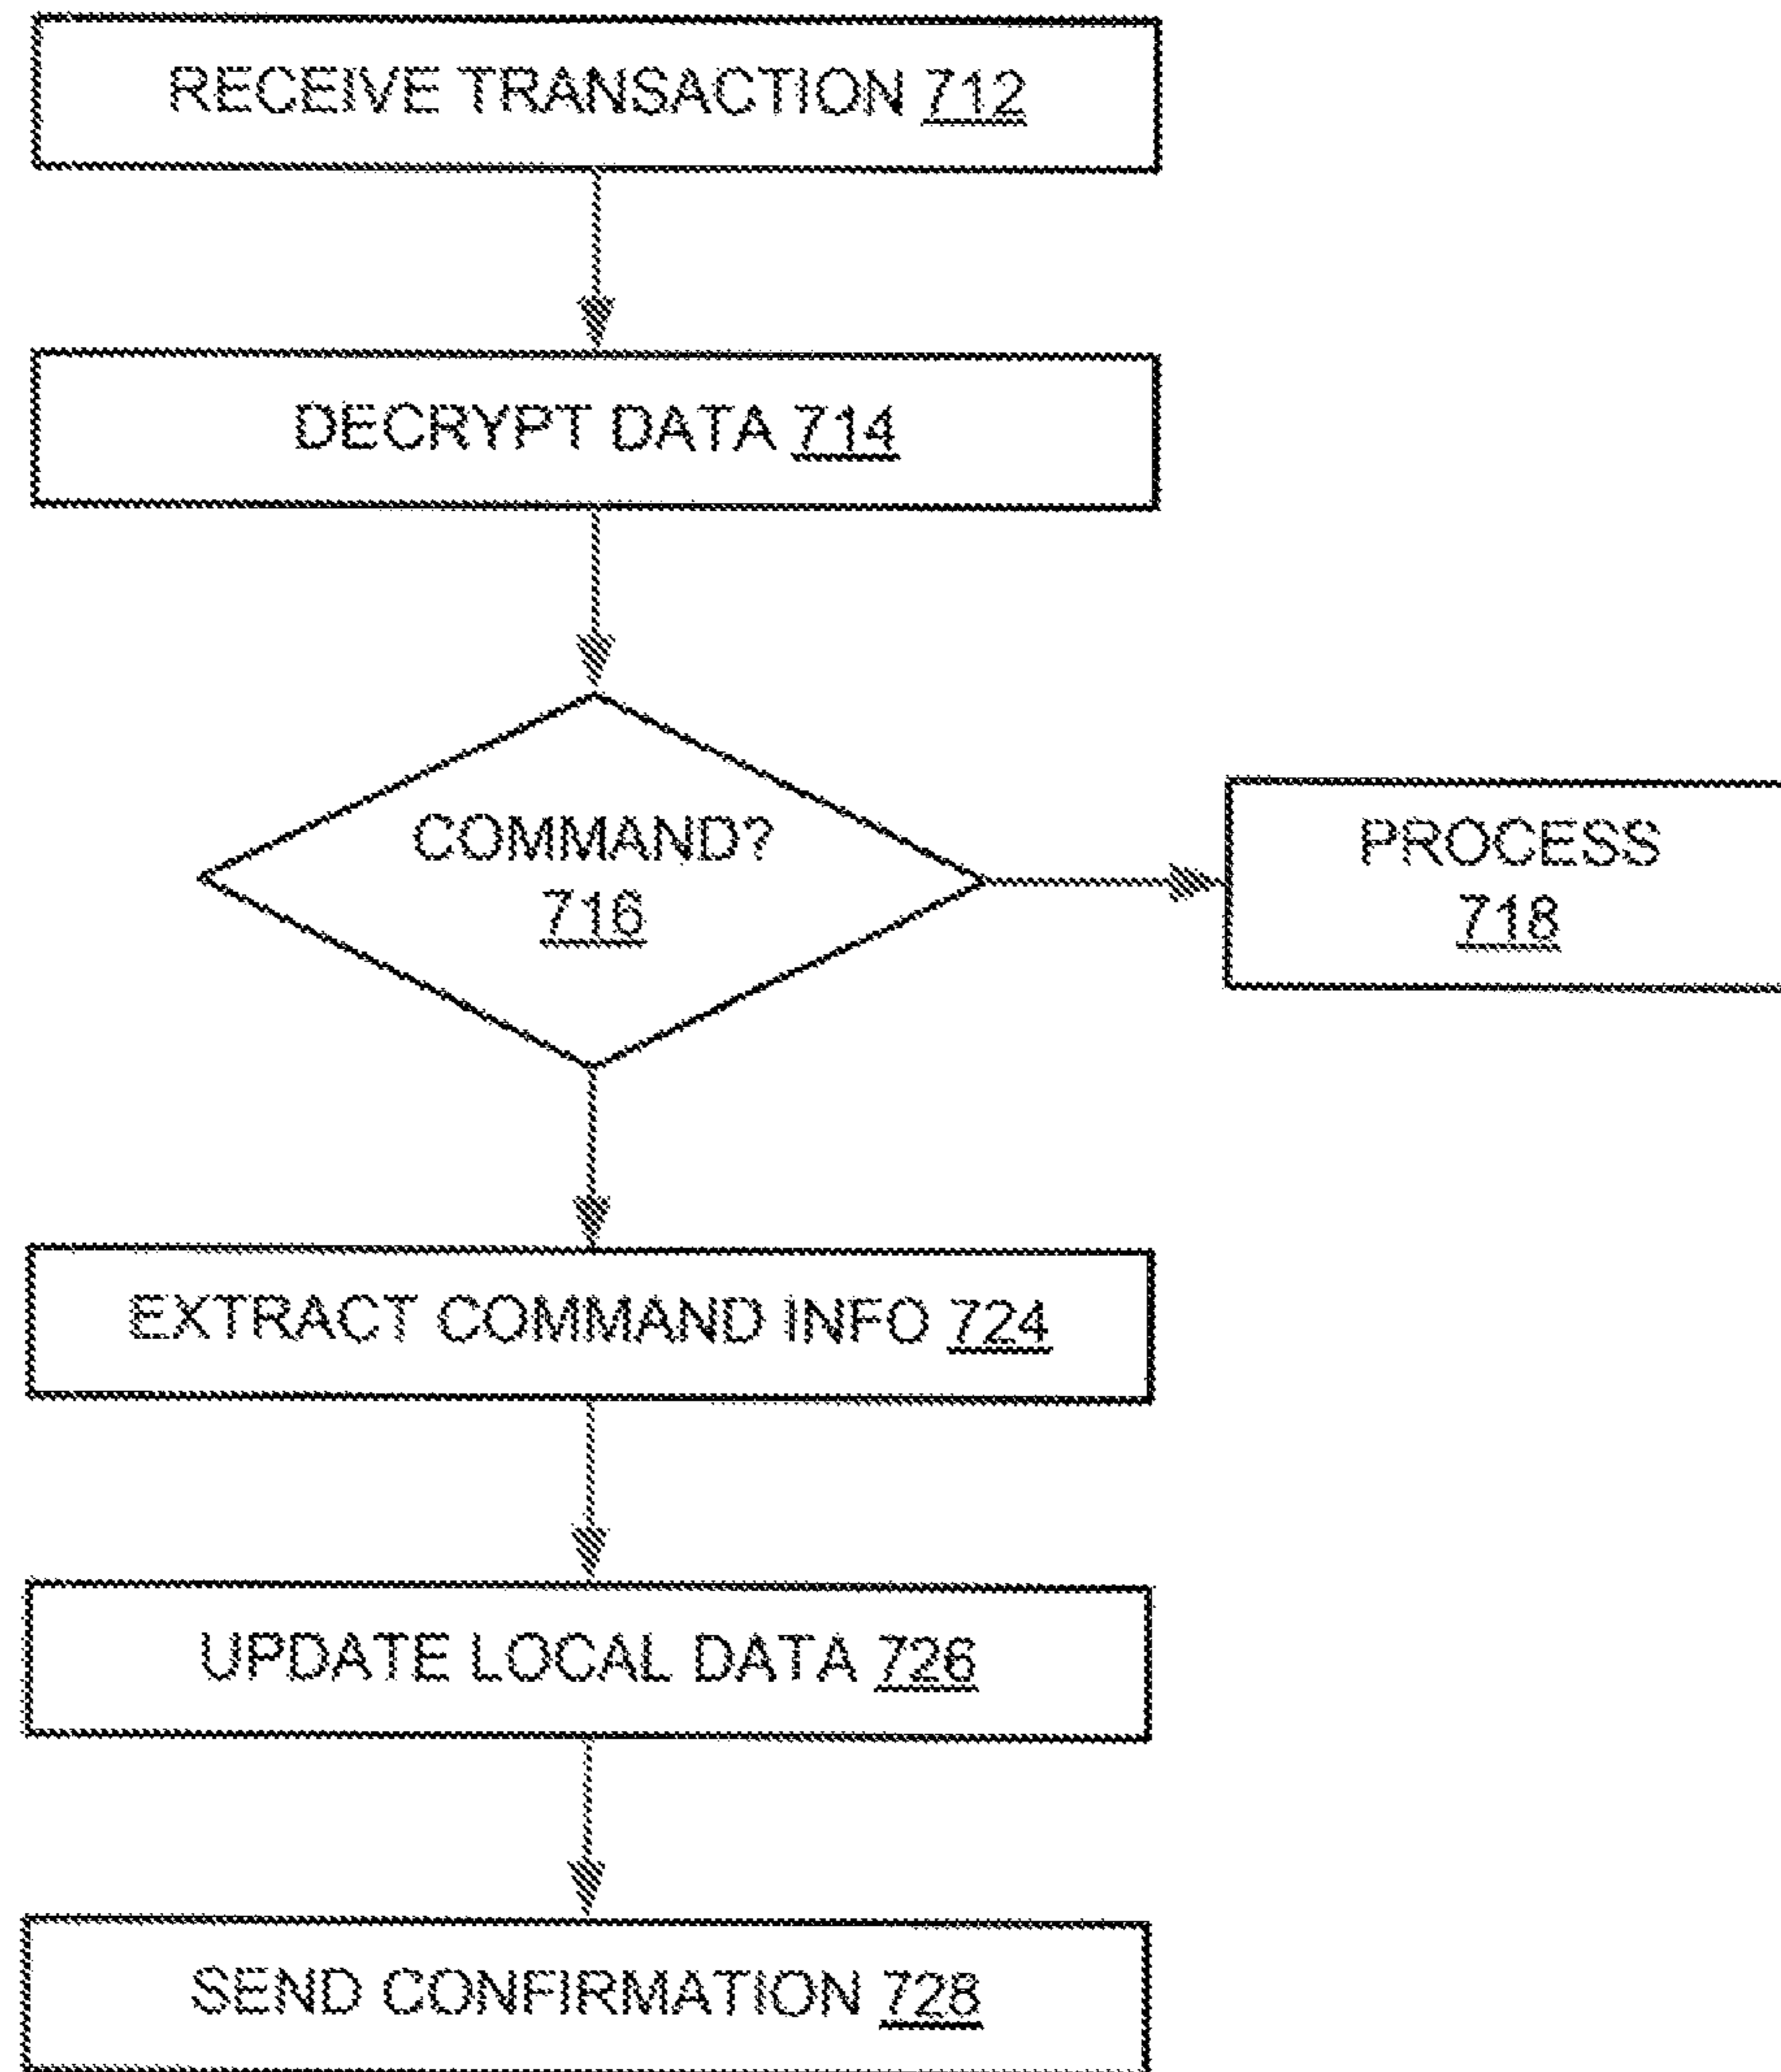 RECEIVE TRANSACTION 712
DECRYPT DATA 714
COMMAND?
716
PROCESS
718
EXTRACT COMMAND INFO 724
UPDATE LOCAL DATA 726
SEND CONFIRMATION 728